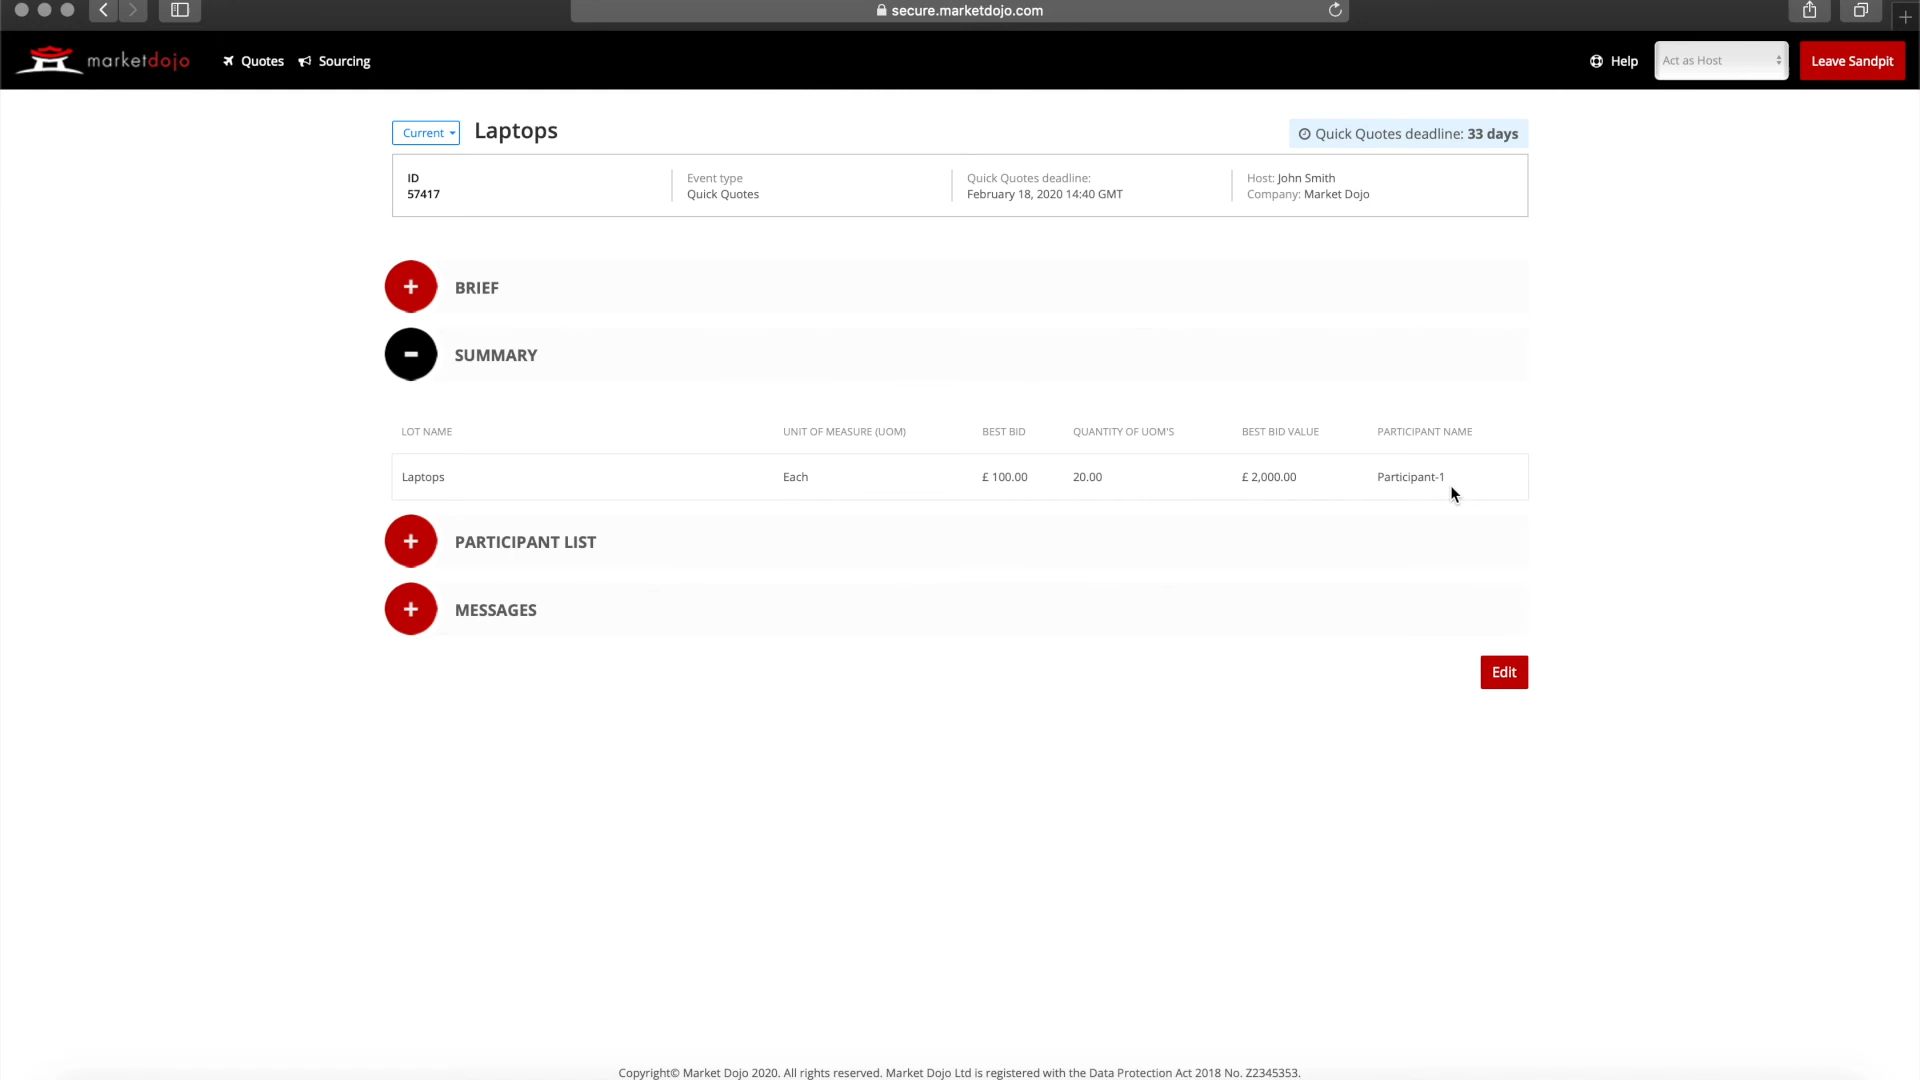 secure.marketdojo.com
marketdojo Quotes Sourcing Help Act as Host Leave Sandpit
Current Laptops Quick Quotes deadline: 33 days
ID Event type Quick Quotes deadline: Host: John Smith
57417 Quick Quotes February 18, 2020 14:40 GMT Company: Market Dojo
BRIEF
SUMMARY
LOT NAME UNIT OF MEASURE (UOM) BEST BID QUANTITY OF UOM'S BEST BID VALUE PARTICIPANT NAME
Laptops Each £ 100.00 20.00 £ 2,000.00 Participant-1
PARTICIPANT LIST
MESSAGES
Edit
Copyright© Market Dojo 2020. All rights reserved. Market Dojo Ltd is registered with the Data Protection Act 2018 No. Z2345353.